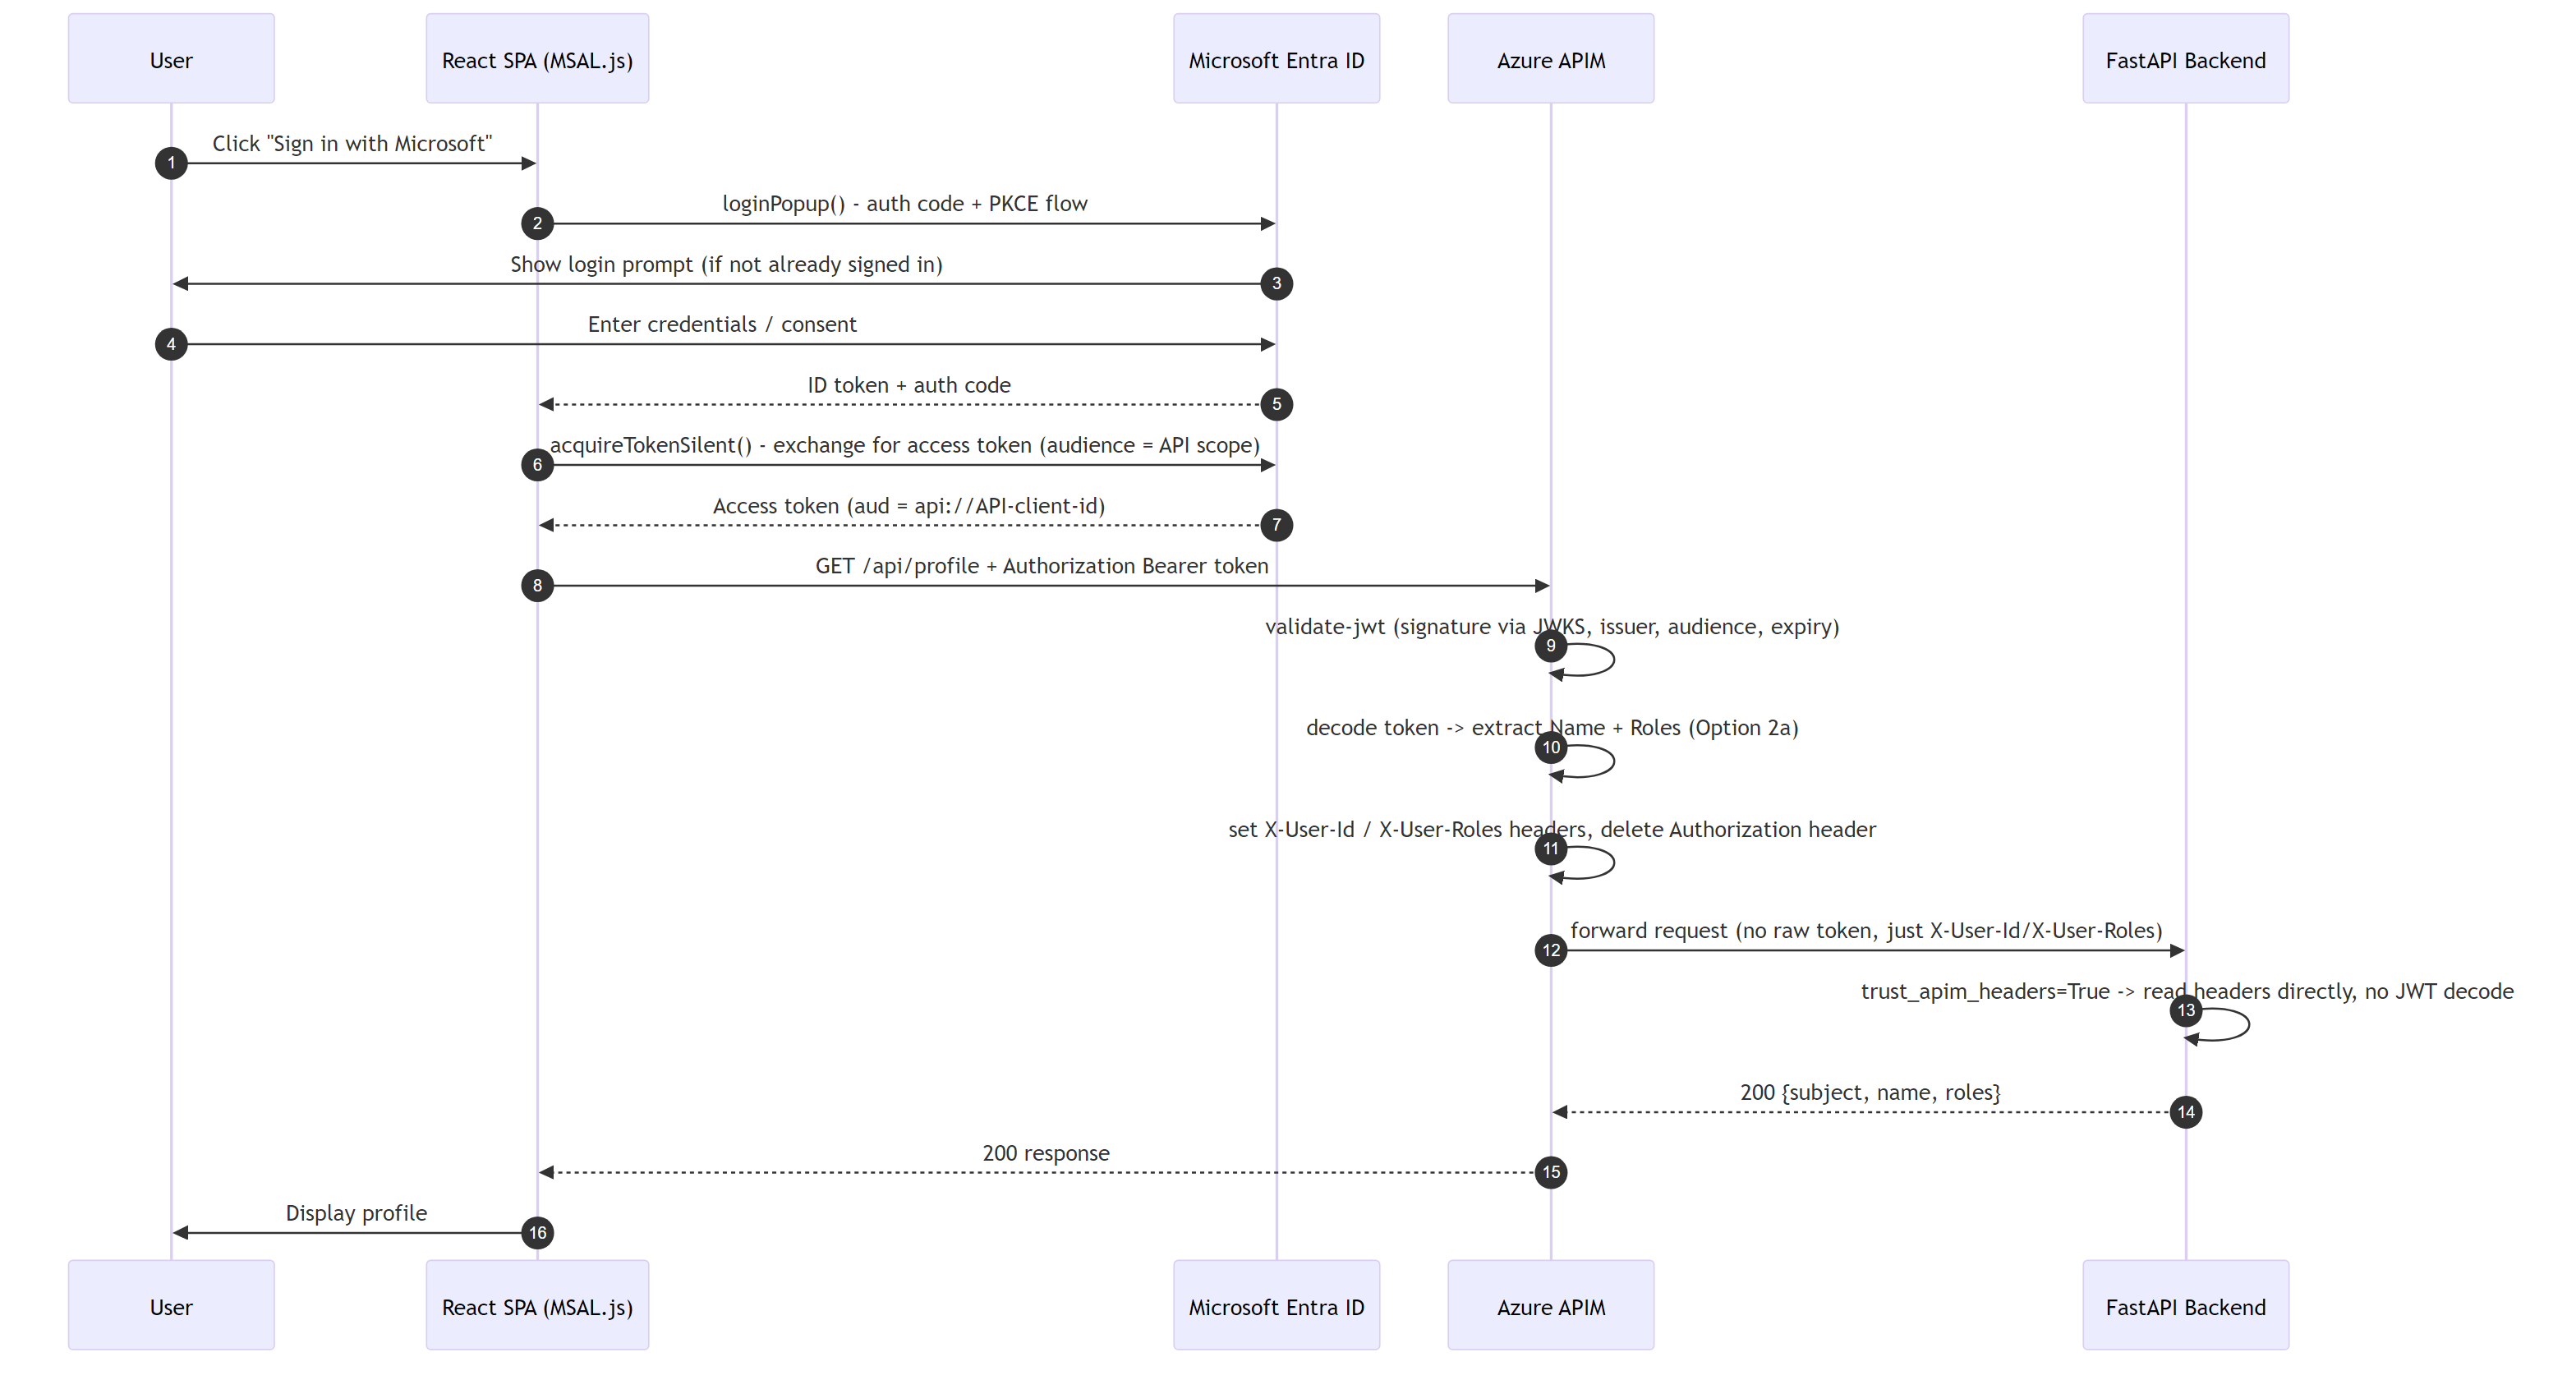 User
React SPA (MSAL.js)
Microsoft Entra ID
Azure APIM
FastAPI Backend
Click "Sign in with Microsoft"
1
loginPopup() - auth code + PKCE flow
2
Show login prompt (if not already signed in)
3
Enter credentials / consent
4
ID token + auth code
5
acquireTokenSilent() - exchange for access token (audience = API scope)
6
Access token (aud = api://API-client-id)
7
GET /api/profile + Authorization Bearer token
8
validate-jwt (signature via JWKS, issuer, audience, expiry)
9
decode token -> extract Name + Roles (Option 2a)
10
set X-User-Id / X-User-Roles headers, delete Authorization header
11
forward request (no raw token, just X-User-Id/X-User-Roles)
12
trust_apim_headers=True -> read headers directly, no JWT decode
13
200 {subject, name, roles}
14
200 response
15
Display profile
16
User
React SPA (MSAL.js)
Microsoft Entra ID
Azure APIM
FastAPI Backend